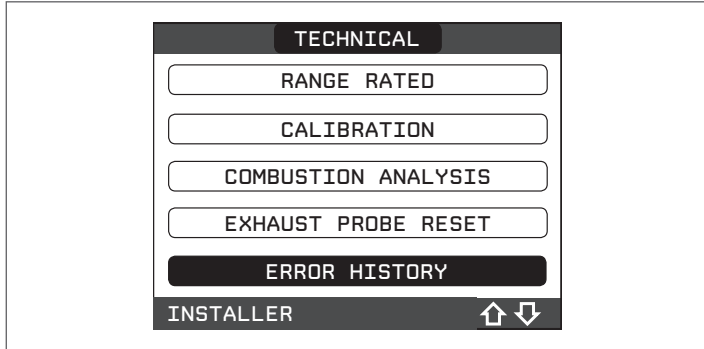 TECHNICAL
RANGE RATED
CALIBRATION
COMBUSTION ANALYSIS
EXHAUST PROBE RESET
ERROR HISTORY
INSTALLER